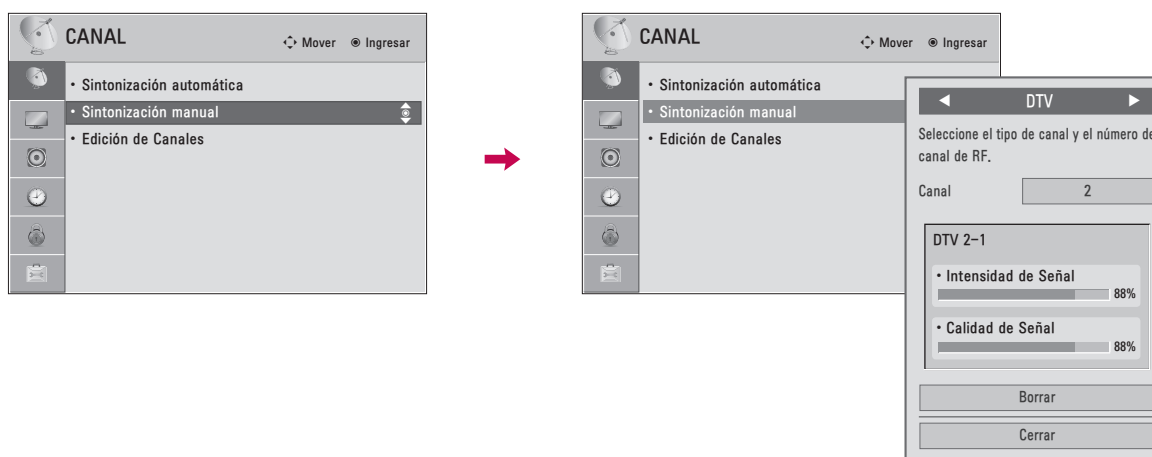 CANAL
Mover Ingresar
• Sintonización automática
• Sintonización manual
• Edición de Canales
CANAL
Mover Ingresar
• Sintonización automática
• Sintonización manual
• Edición de Canales
DTV
Seleccione el tipo de canal y el número de
canal de RF.
Canal 2
DTV 2-1
• Intensidad de Señal
88%
• Calidad de Señal
88%
Borrar
Cerrar